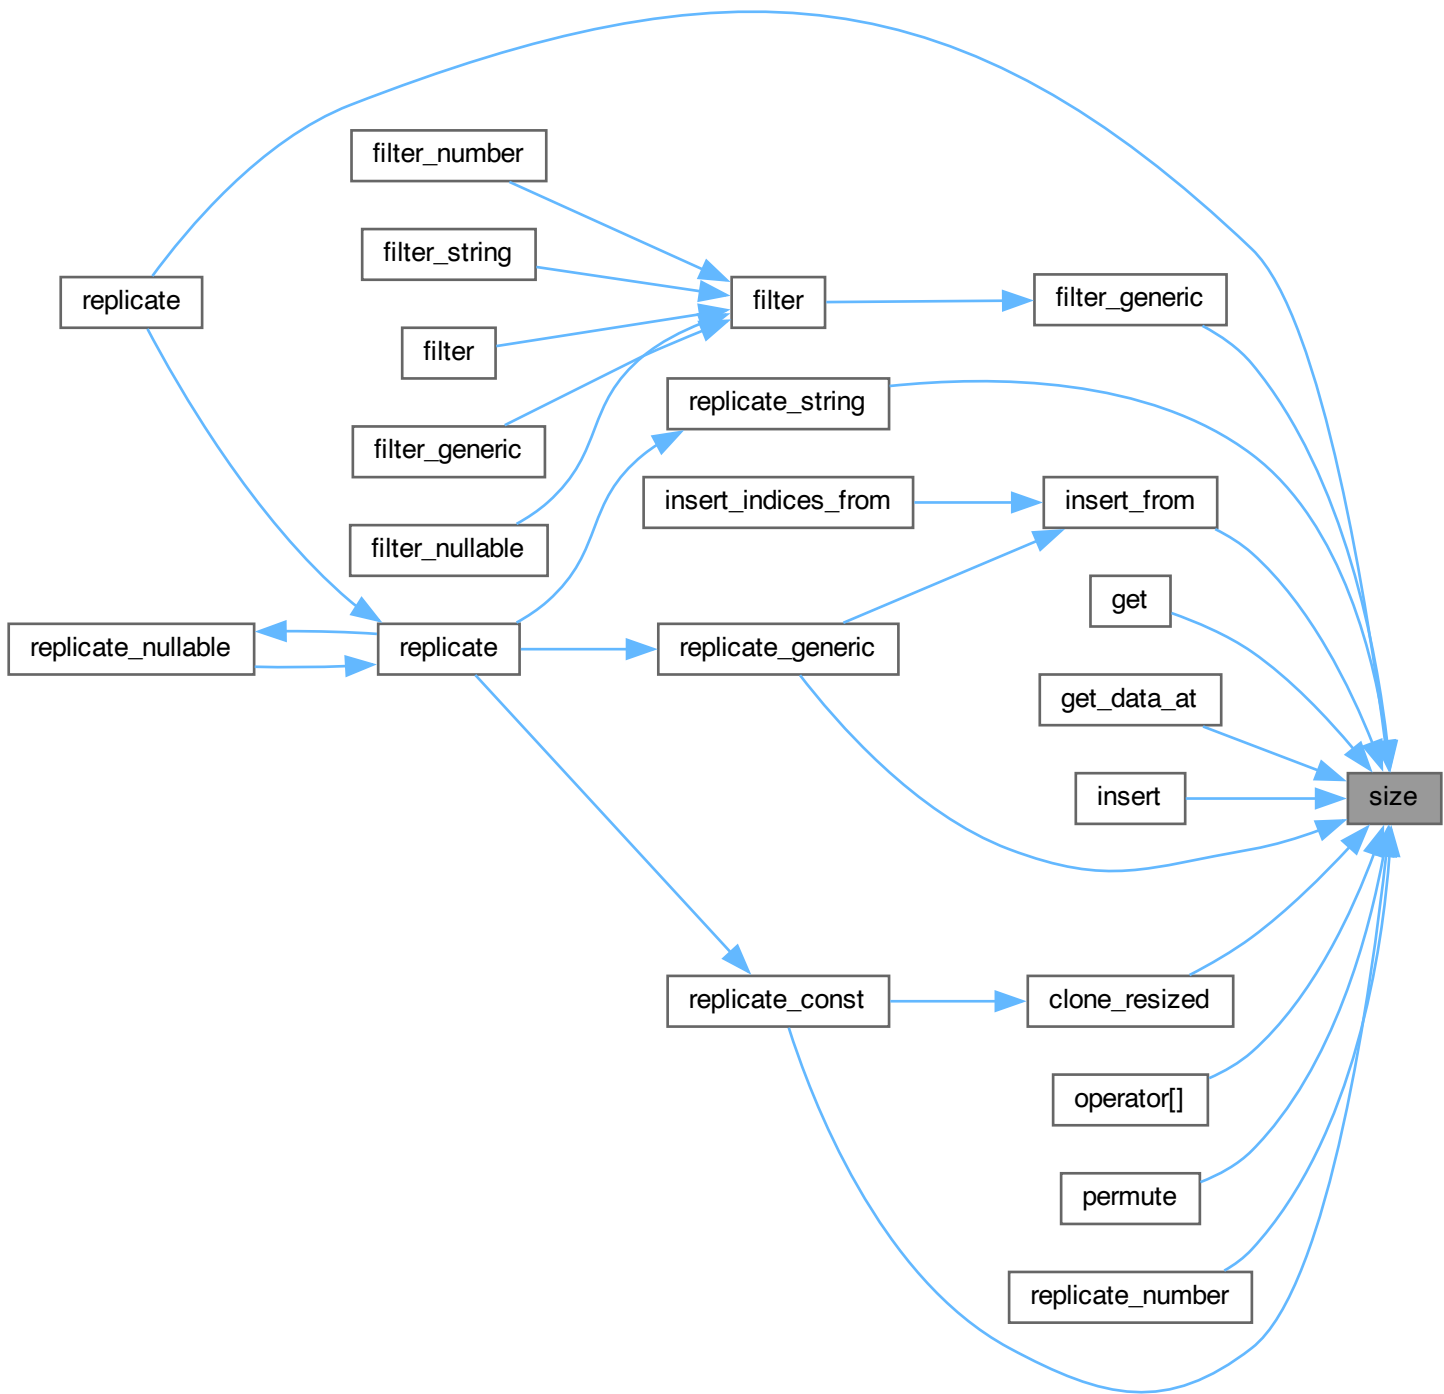 filter_number
filter_string
replicate
filter
filter_generic
filter
replicate_string
filter_generic
insert_indices_from
insert_from
filter_nullable
get
replicate_nullable
replicate
replicate_generic
get_data_at
insert
size
replicate_const
clone_resized
operator[]
permute
replicate_number